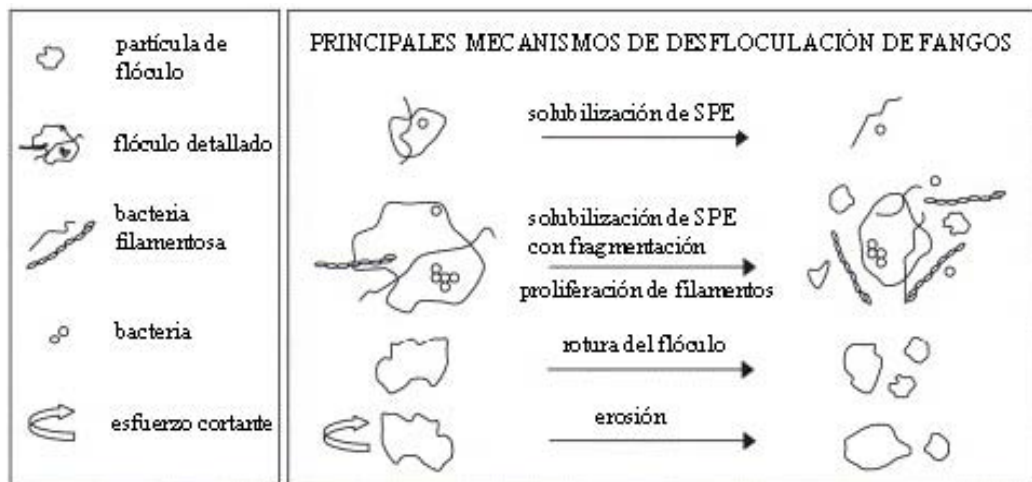 partícula de
flóculo
flóculo detallado
bacteria
filamentosa
bacteria
esfuerzo cortante
PRINCIPALES MECANISMOS DE DESFLOCULACIÓN DE FANGOS
solubilización de SPE
solubilización de SPE
con fragmentación
proliferación de filamentos
rotura del flóculo
erosión